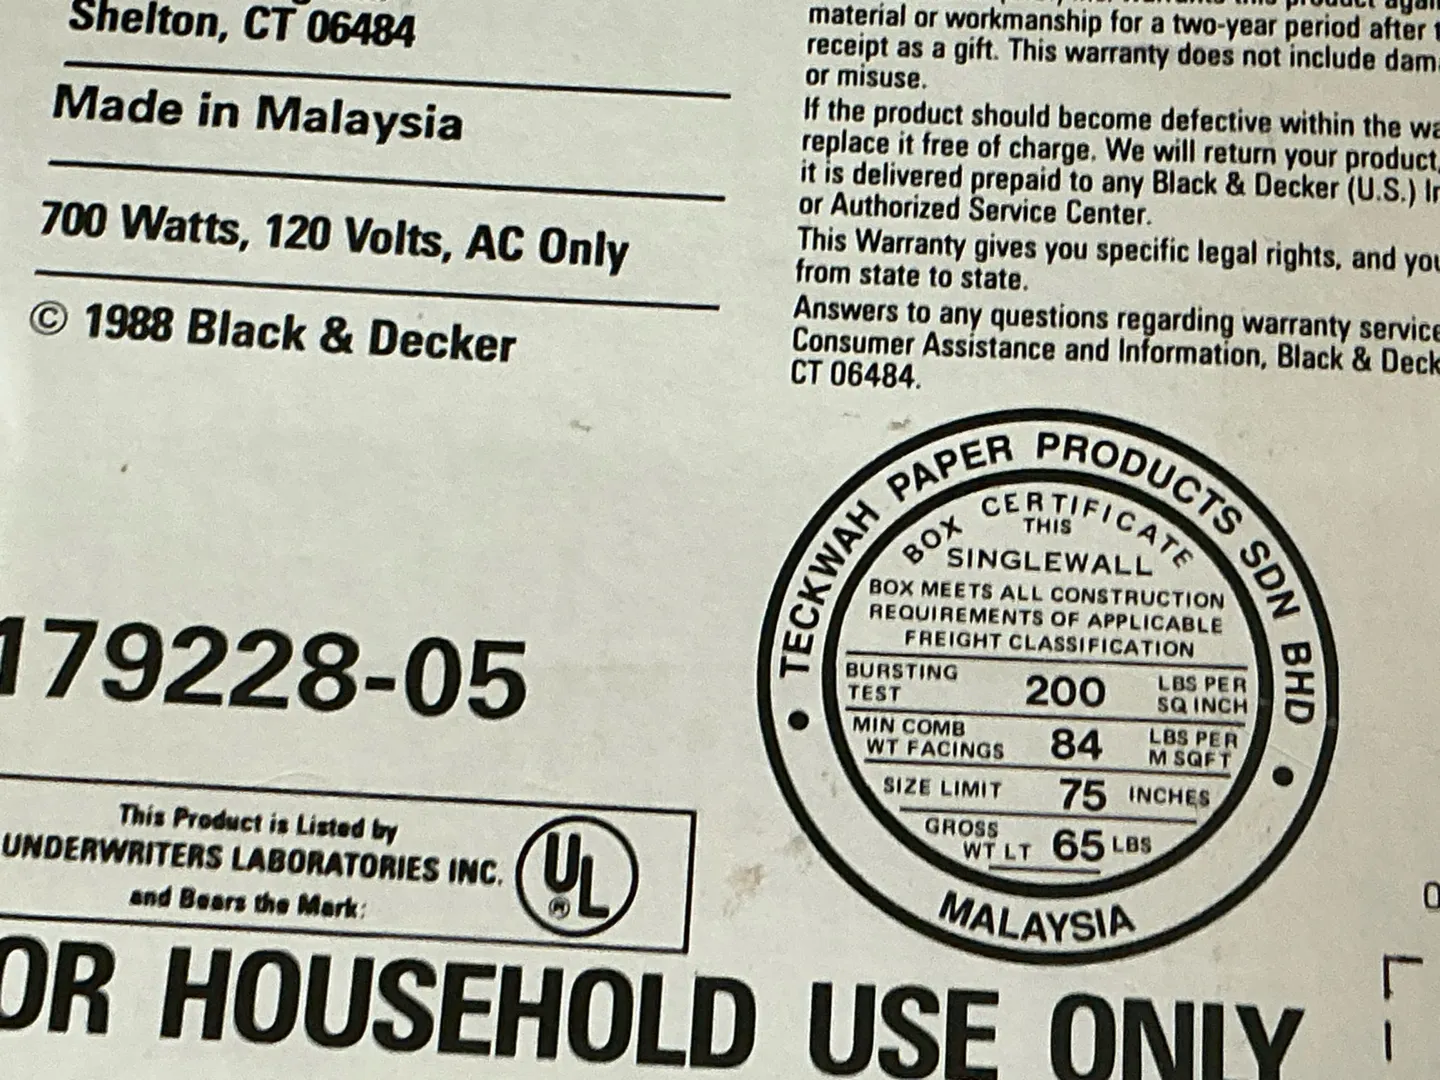 Shelton, CT 06484
Made in Malaysia
700 Watts, 120 Volts, AC Only
© 1988 Black & Decker
material or workmanship for a two-year period after
receipt as a gift. This warranty does not include
or misuse.
If the product should become defective within the
replace it free of charge. We will return your product,
it is delivered prepaid to any Black & Decker (U.S.)
or Authorized Service Center.
This Warranty gives you specific legal rights, and
from state to state.
Answers to any questions regarding warranty service
Consumer Assistance and Information, Black &
CT 06484.
179228-05
This Product is Listed by
UNDERWRITERS LABORATORIES INC.
and Bears the Mark:
UL
®
TECKWAH PAPER PRODUCTS SDN BHD
BOX CERTIFICATE
THIS
SINGLEWALL
BOX MEETS ALL CONSTRUCTION
REQUIREMENTS OF APPLICABLE
FREIGHT CLASSIFICATION
BURSTING TEST 200 LBS PER SQ INCH
MIN COMB WT FACINGS 84 LBS PER M SQFT
SIZE LIMIT 75 INCHES
GROSS WT LT 65 LBS
MALAYSIA
OR HOUSEHOLD USE ONLY